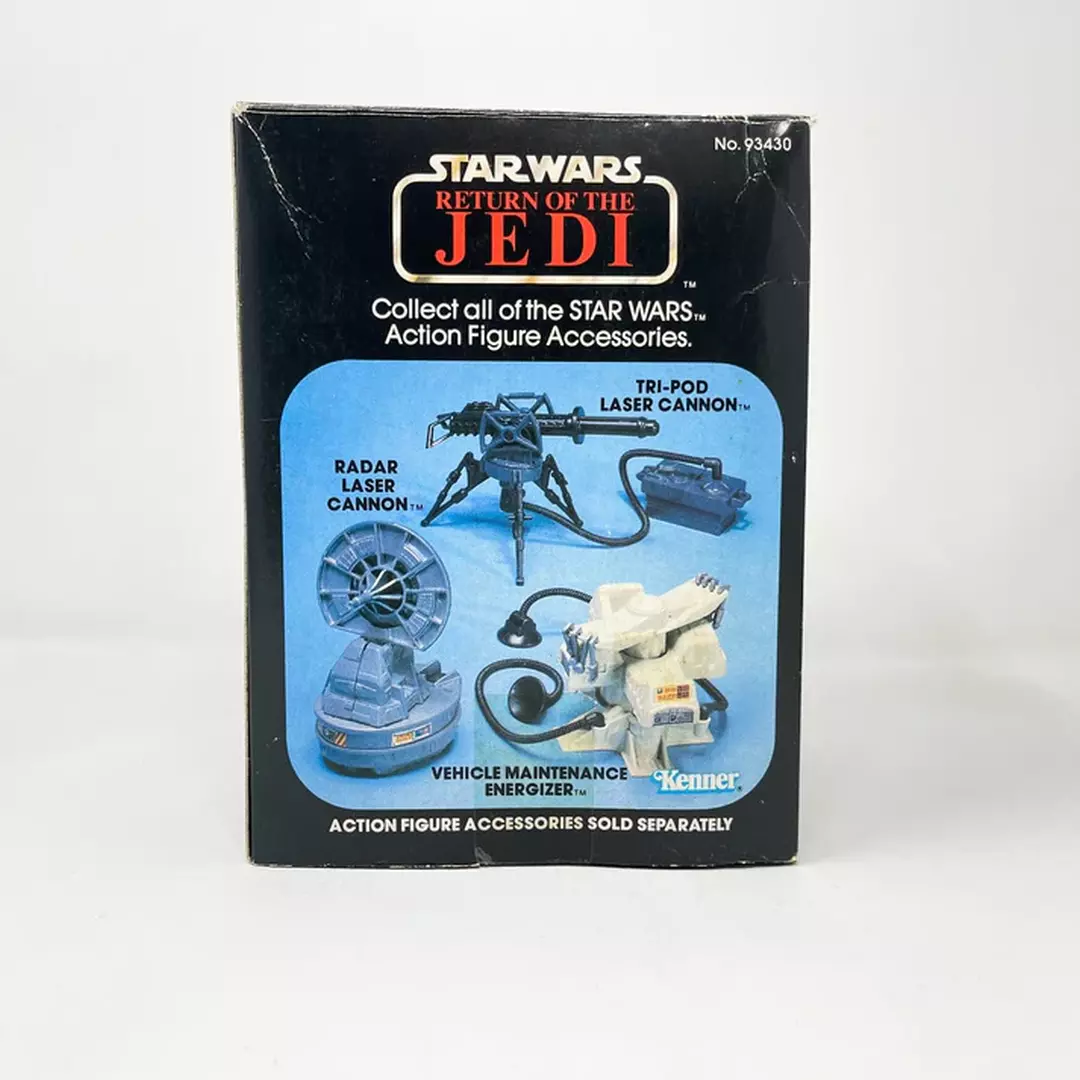 No. 93430
STAR WARS
RETURN OF THE
JEDI
TM
Collect all of the STAR WARS™
Action Figure Accessories.
TRI-POD
LASER CANNON™
RADAR
LASER
CANNON™
VEHICLE MAINTENANCE
ENERGIZER™
Kenner®
ACTION FIGURE ACCESSORIES SOLD SEPARATELY